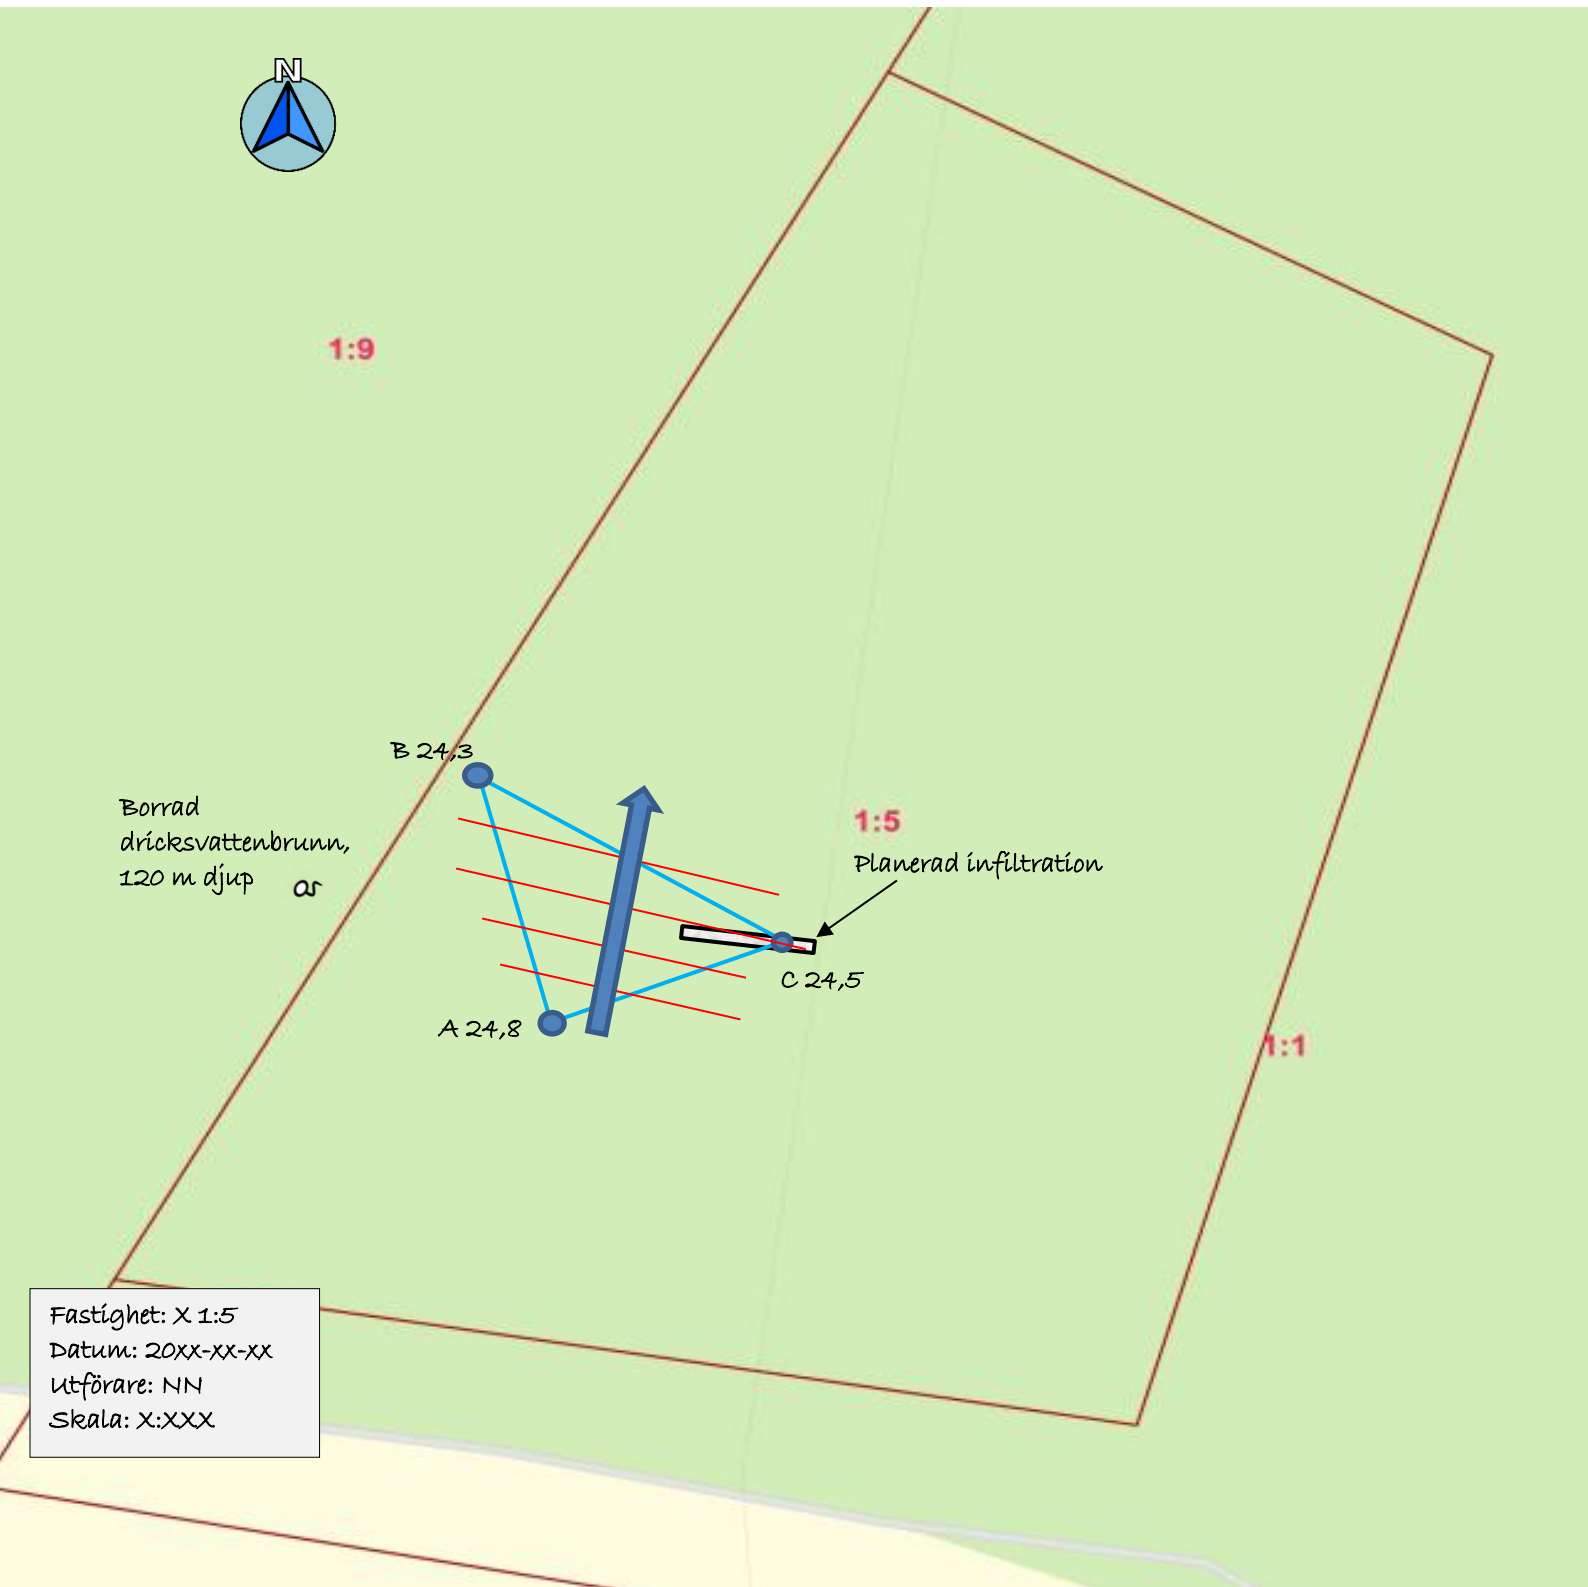 N
1:9
B 24,3
Borrad
dricksvattenbrunn,
120 m djup
1:5
Planerad infiltration
C 24,5
A 24,8
1:1
Fastighet: X 1:5
Datum: 20xx-xx-xx
Utförare: NN
Skala: X:XXX